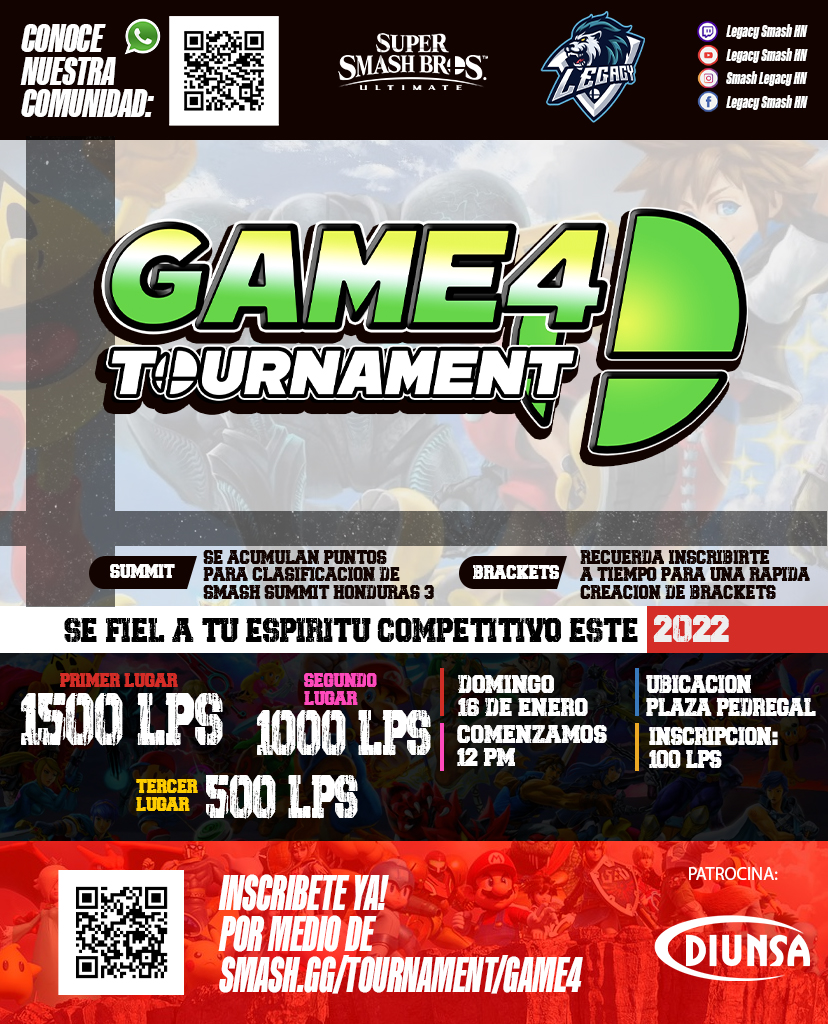 CONOCE
NUESTRA
COMUNIDAD:
SUPER
SMASH BROS.™
ULTIMATE
LEGACY
Legacy Smash HN
Legacy Smash HN
Smash Legacy HN
Legacy Smash HN
GAME4
TOURNAMENT
SUMMIT
SE ACUMULAN PUNTOS
PARA CLASIFICACION DE
SMASH SUMMIT HONDURAS 3
BRACKETS
RECUERDA INSCRIBIRTE
A TIEMPO PARA UNA RAPIDA
CREACION DE BRACKETS
SE FIEL A TU ESPIRITU COMPETITIVO ESTE 2022
PRIMER LUGAR
1500 LPS
SEGUNDO
LUGAR
1000 LPS
TERCER
LUGAR
500 LPS
DOMINGO
16 DE ENERO
COMENZAMOS
12 PM
UBICACION
PLAZA PEDREGAL
INSCRIPCION:
100 LPS
INSCRIBETE YA!
POR MEDIO DE
SMASH.GG/TOURNAMENT/GAME4
PATROCINA:
DIUNSA